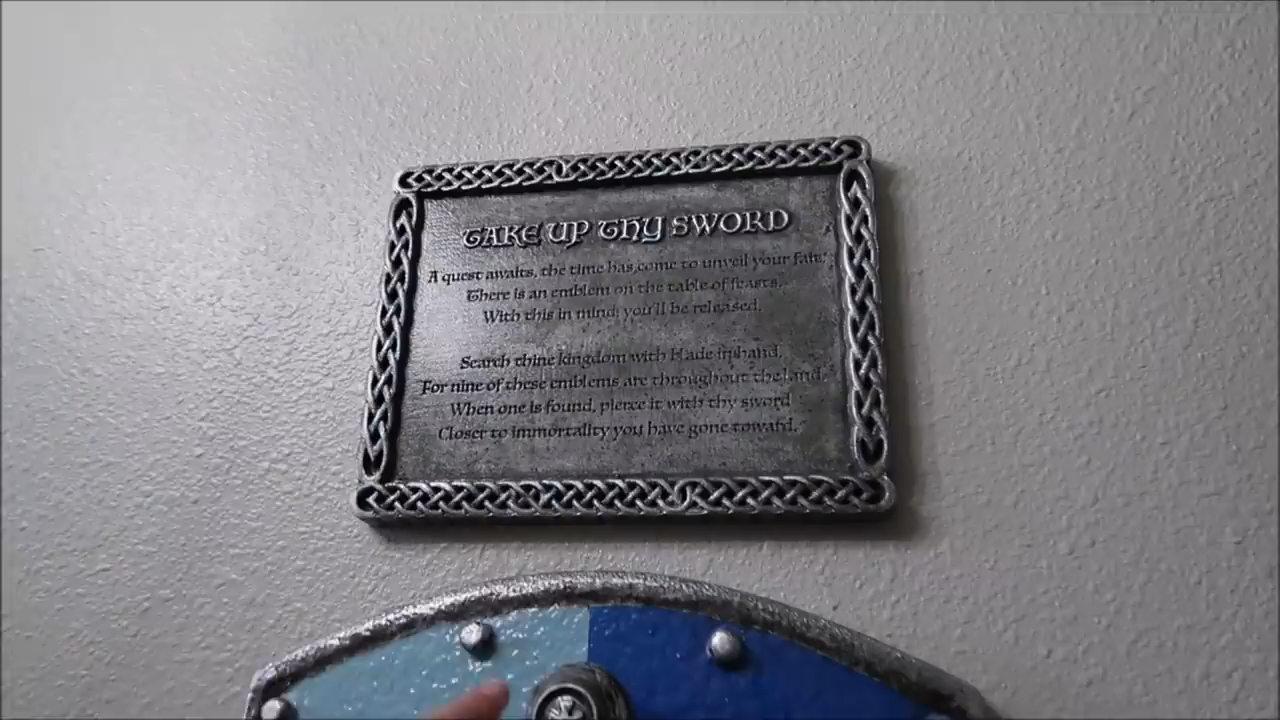 TAKE UP THY SWORD
A quest awaits, the time has come to unveil your fate.
There is an emblem on the table of feasts.
With this in mind, you'll be released.
Search thine kingdom with blade in hand,
For nine of these emblems are throughout the land.
When one is found, pierce it with thy sword
Closer to immortality you have gone toward.